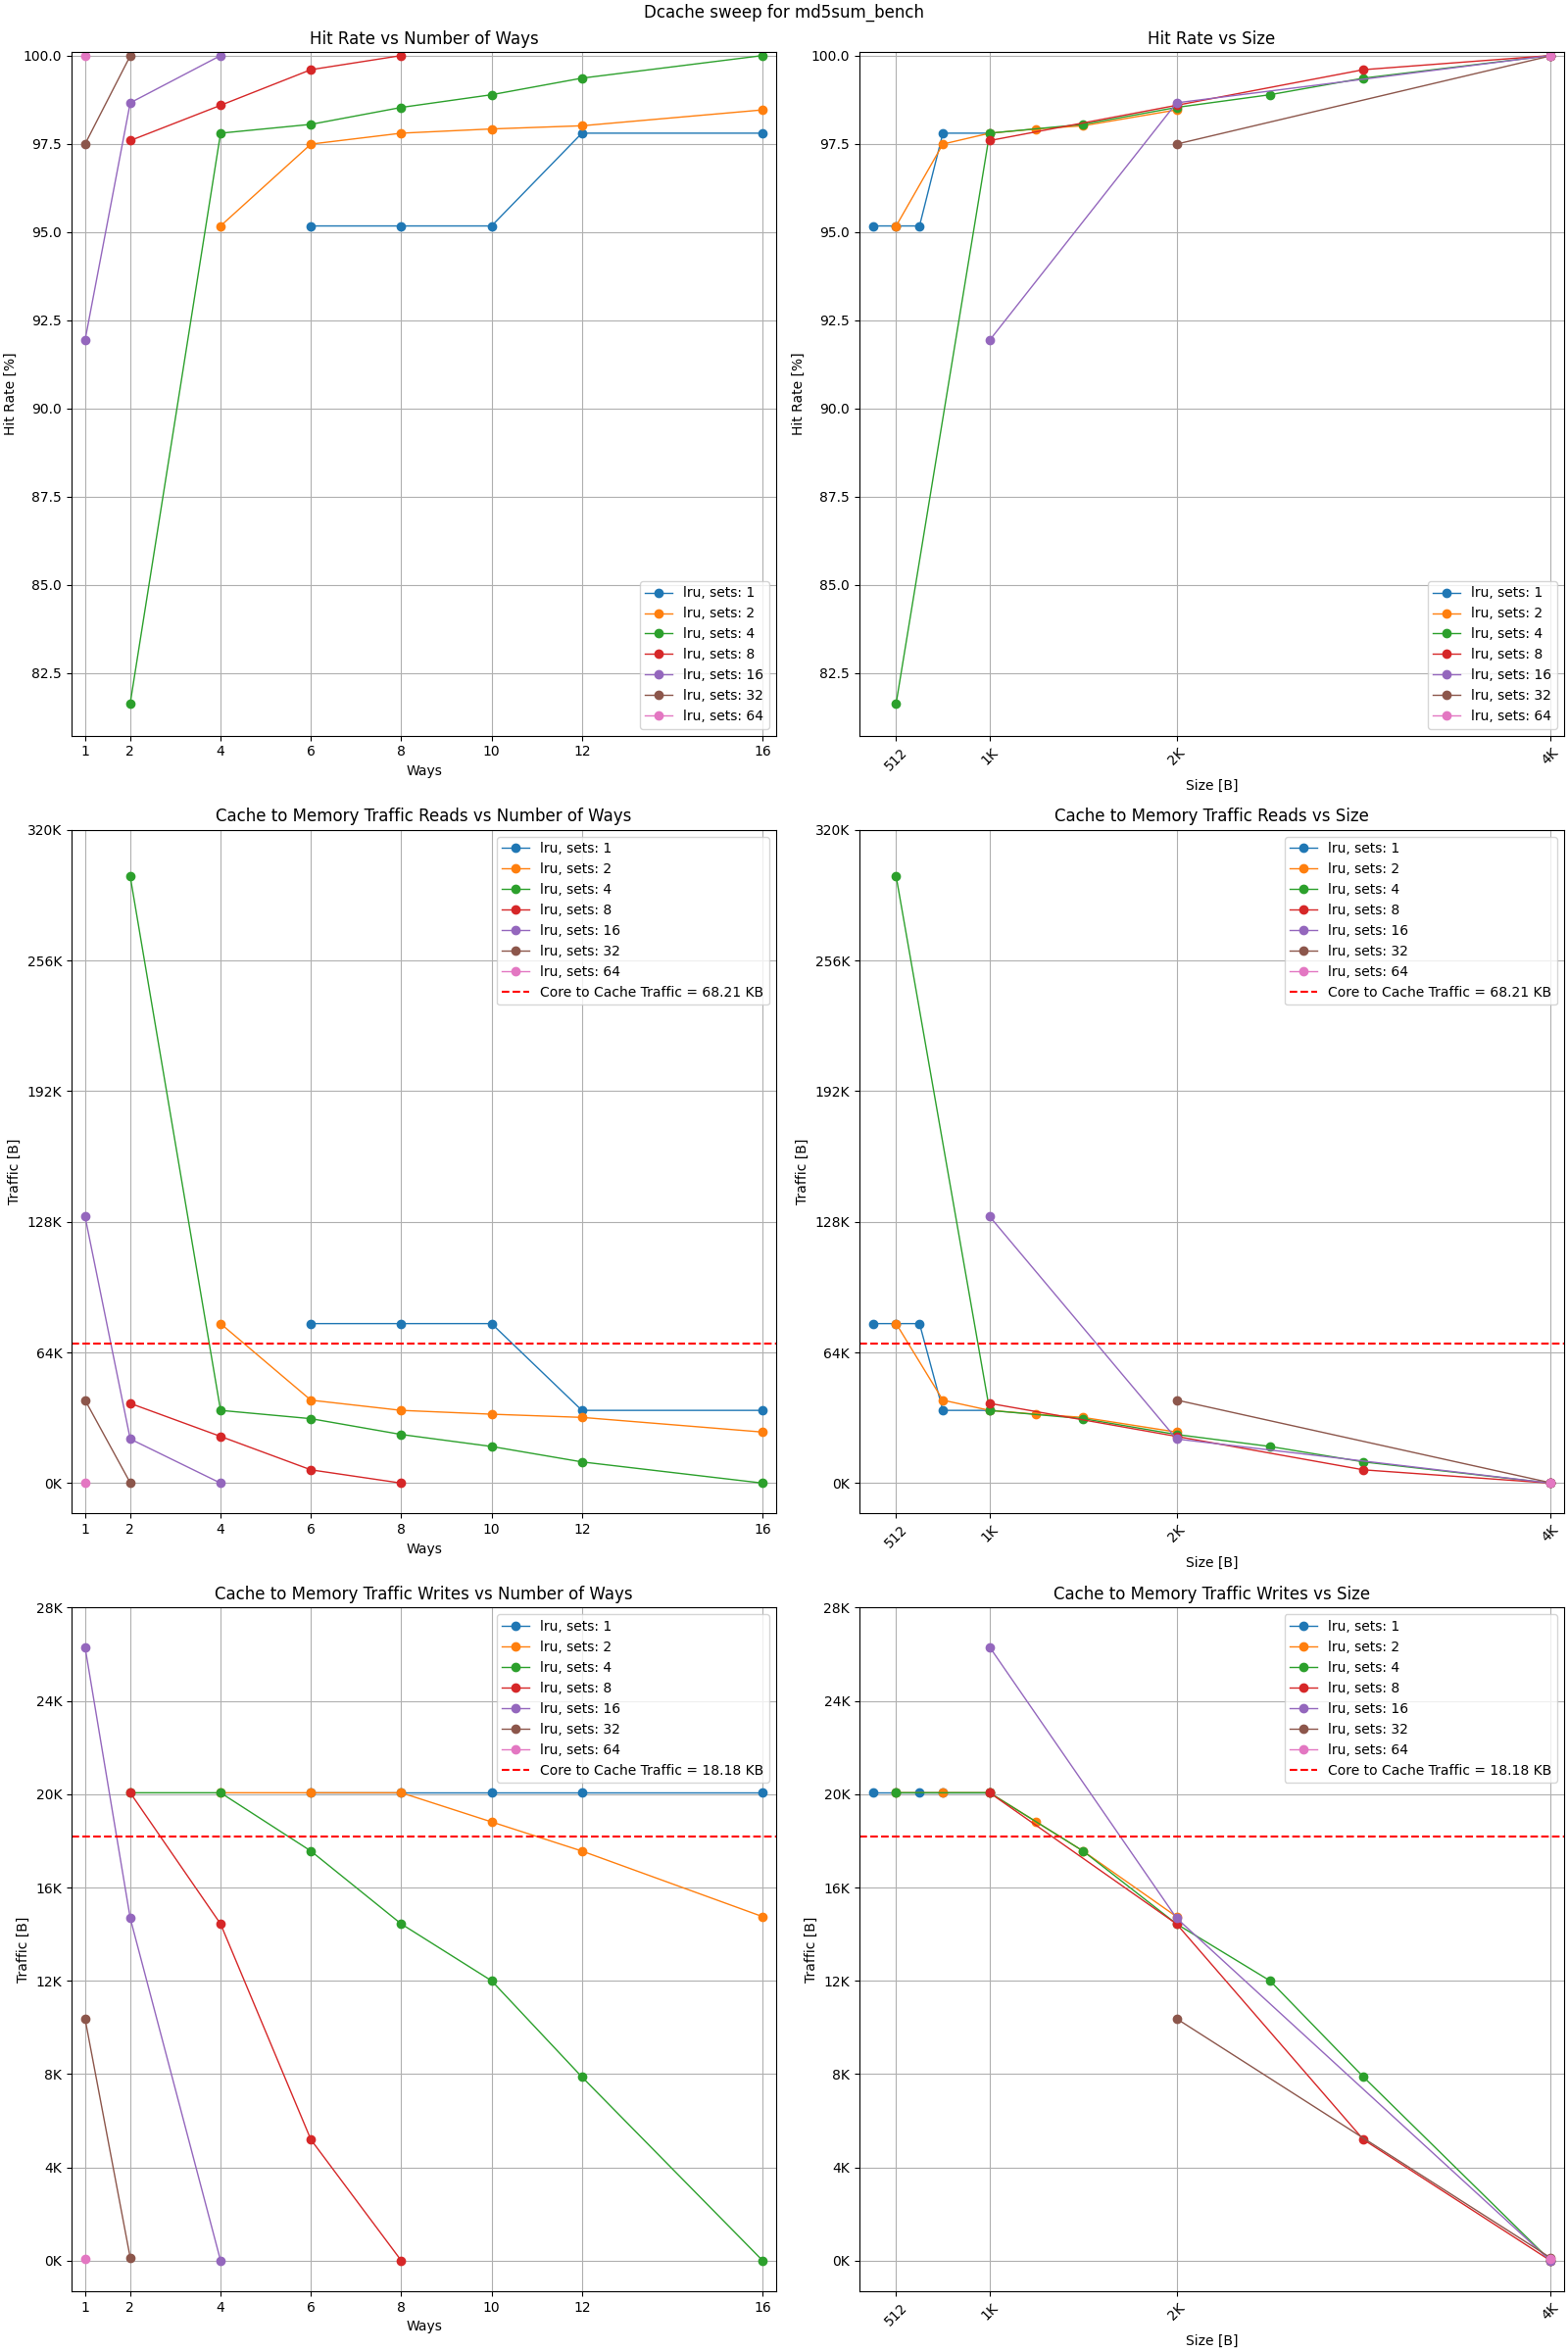 Dcache sweep for md5sum_bench
Hit Rate vs Number of Ways
Hit Rate [%]
100.0
97.5
95.0
92.5
90.0
87.5
85.0
82.5
lru, sets: 1
lru, sets: 2
lru, sets: 4
lru, sets: 8
lru, sets: 16
lru, sets: 32
lru, sets: 64
1 2 4 6 8 10 12 16
Ways
Hit Rate vs Size
Hit Rate [%]
100.0
97.5
95.0
92.5
90.0
87.5
85.0
82.5
lru, sets: 1
lru, sets: 2
lru, sets: 4
lru, sets: 8
lru, sets: 16
lru, sets: 32
lru, sets: 64
512 1K 2K 4K
Size [B]
Cache to Memory Traffic Reads vs Number of Ways
Traffic [B]
320K
256K
192K
128K
64K
0K
lru, sets: 1
lru, sets: 2
lru, sets: 4
lru, sets: 8
lru, sets: 16
lru, sets: 32
lru, sets: 64
Core to Cache Traffic = 68.21 KB
1 2 4 6 8 10 12 16
Ways
Cache to Memory Traffic Reads vs Size
Traffic [B]
320K
256K
192K
128K
64K
0K
lru, sets: 1
lru, sets: 2
lru, sets: 4
lru, sets: 8
lru, sets: 16
lru, sets: 32
lru, sets: 64
Core to Cache Traffic = 68.21 KB
512 1K 2K 4K
Size [B]
Cache to Memory Traffic Writes vs Number of Ways
Traffic [B]
28K
24K
20K
16K
12K
8K
4K
0K
lru, sets: 1
lru, sets: 2
lru, sets: 4
lru, sets: 8
lru, sets: 16
lru, sets: 32
lru, sets: 64
Core to Cache Traffic = 18.18 KB
1 2 4 6 8 10 12 16
Ways
Cache to Memory Traffic Writes vs Size
Traffic [B]
28K
24K
20K
16K
12K
8K
4K
0K
lru, sets: 1
lru, sets: 2
lru, sets: 4
lru, sets: 8
lru, sets: 16
lru, sets: 32
lru, sets: 64
Core to Cache Traffic = 18.18 KB
512 1K 2K 4K
Size [B]